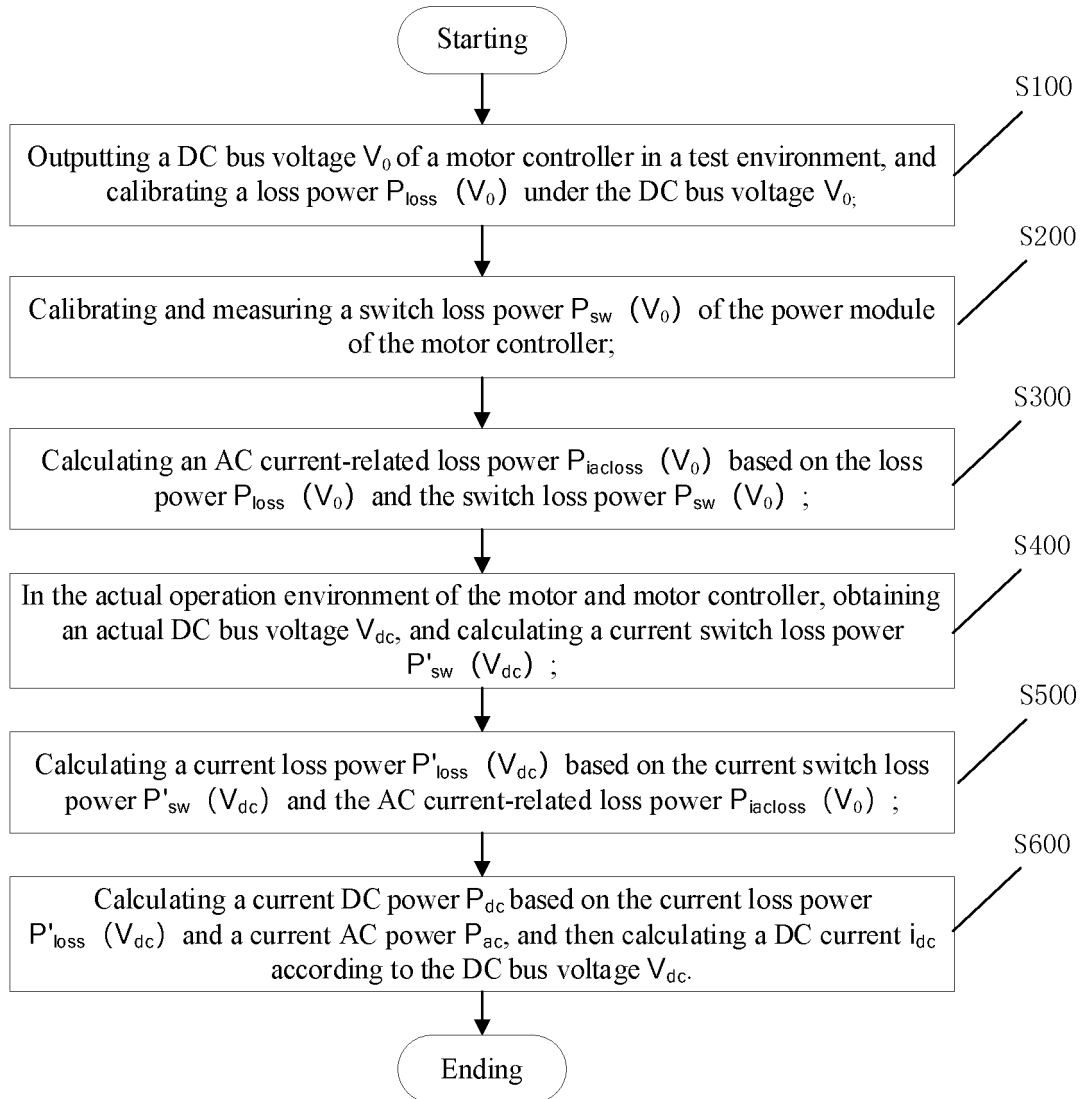 Starting
S100
Outputting a DC bus voltage V₀ of a motor controller in a test environment, and
calibrating a loss power Ploss（V₀）under the DC bus voltage V₀;
S200
Calibrating and measuring a switch loss power Psw（V₀）of the power module
of the motor controller;
S300
Calculating an AC current-related loss power Piacloss（V₀）based on the loss
power Ploss（V₀）and the switch loss power Psw（V₀）;
S400
In the actual operation environment of the motor and motor controller, obtaining
an actual DC bus voltage Vdc, and calculating a current switch loss power
P'sw（Vdc）;
S500
Calculating a current loss power P'loss（Vdc）based on the current switch loss
power P'sw（Vdc）and the AC current-related loss power Piacloss（V₀）;
S600
Calculating a current DC power Pdc based on the current loss power
P'loss（Vdc）and a current AC power Pac, and then calculating a DC current idc
according to the DC bus voltage Vdc.
Ending